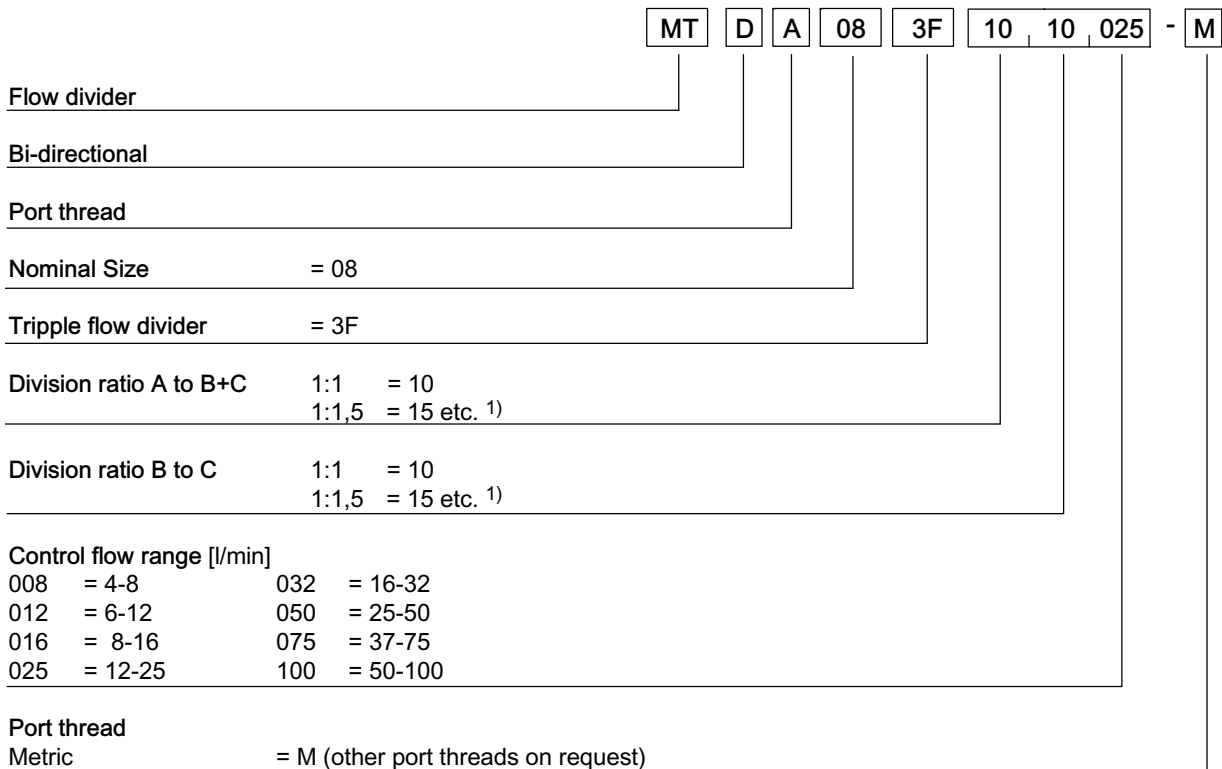 MT D A 08 3F 10 10 025 - M
Flow divider
Bi-directional
Port thread
Nominal Size = 08
Tripple flow divider = 3F
Division ratio A to B+C 1:1 = 10
1:1,5 = 15 etc. 1)
Division ratio B to C 1:1 = 10
1:1,5 = 15 etc. 1)
Control flow range [l/min]
008 = 4-8 032 = 16-32
012 = 6-12 050 = 25-50
016 = 8-16 075 = 37-75
025 = 12-25 100 = 50-100
Port thread
Metric = M (other port threads on request)